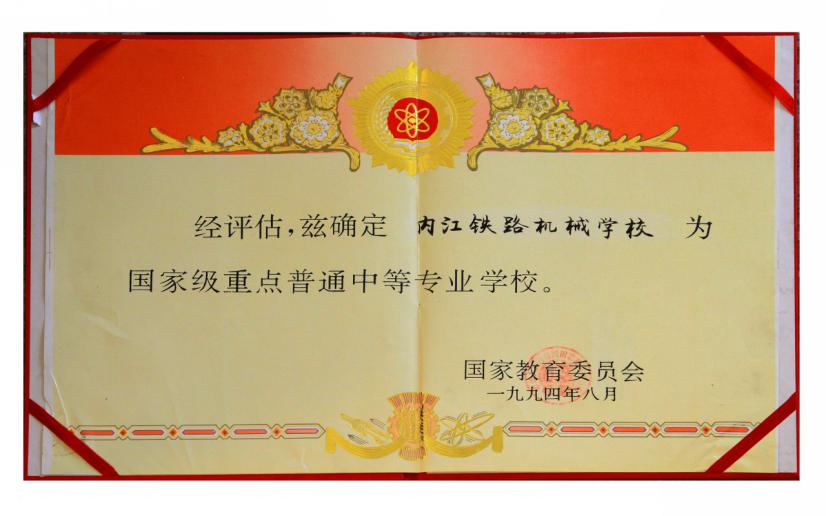 经评估,兹确定 内江铁路机械学校 为
国家级重点普通中等专业学校。
国家教育委员会
一九九四年八月